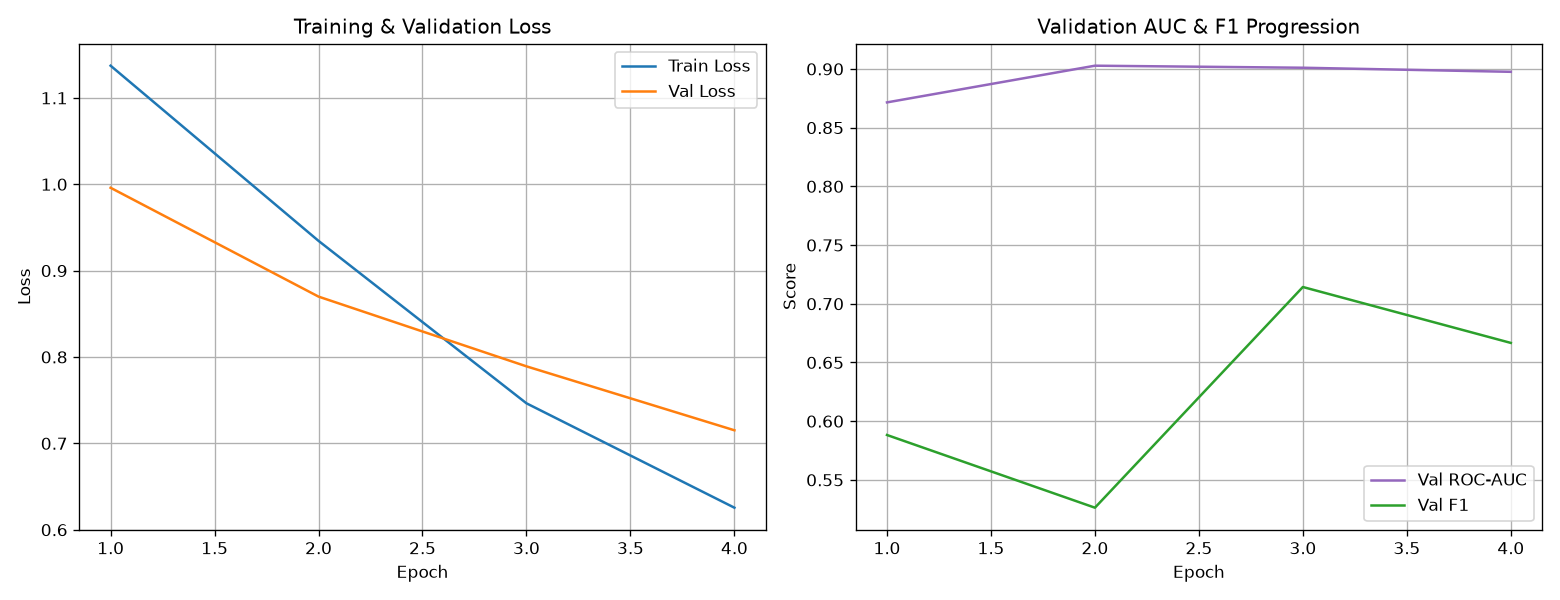 Training & Validation Loss
Train Loss
Val Loss
1.1
1.0
0.9
0.8
0.7
0.6
Loss
1.0 1.5 2.0 2.5 3.0 3.5 4.0
Epoch
Validation AUC & F1 Progression
0.90
0.85
0.80
0.75
0.70
0.65
0.60
0.55
Score
Val ROC-AUC
Val F1
1.0 1.5 2.0 2.5 3.0 3.5 4.0
Epoch